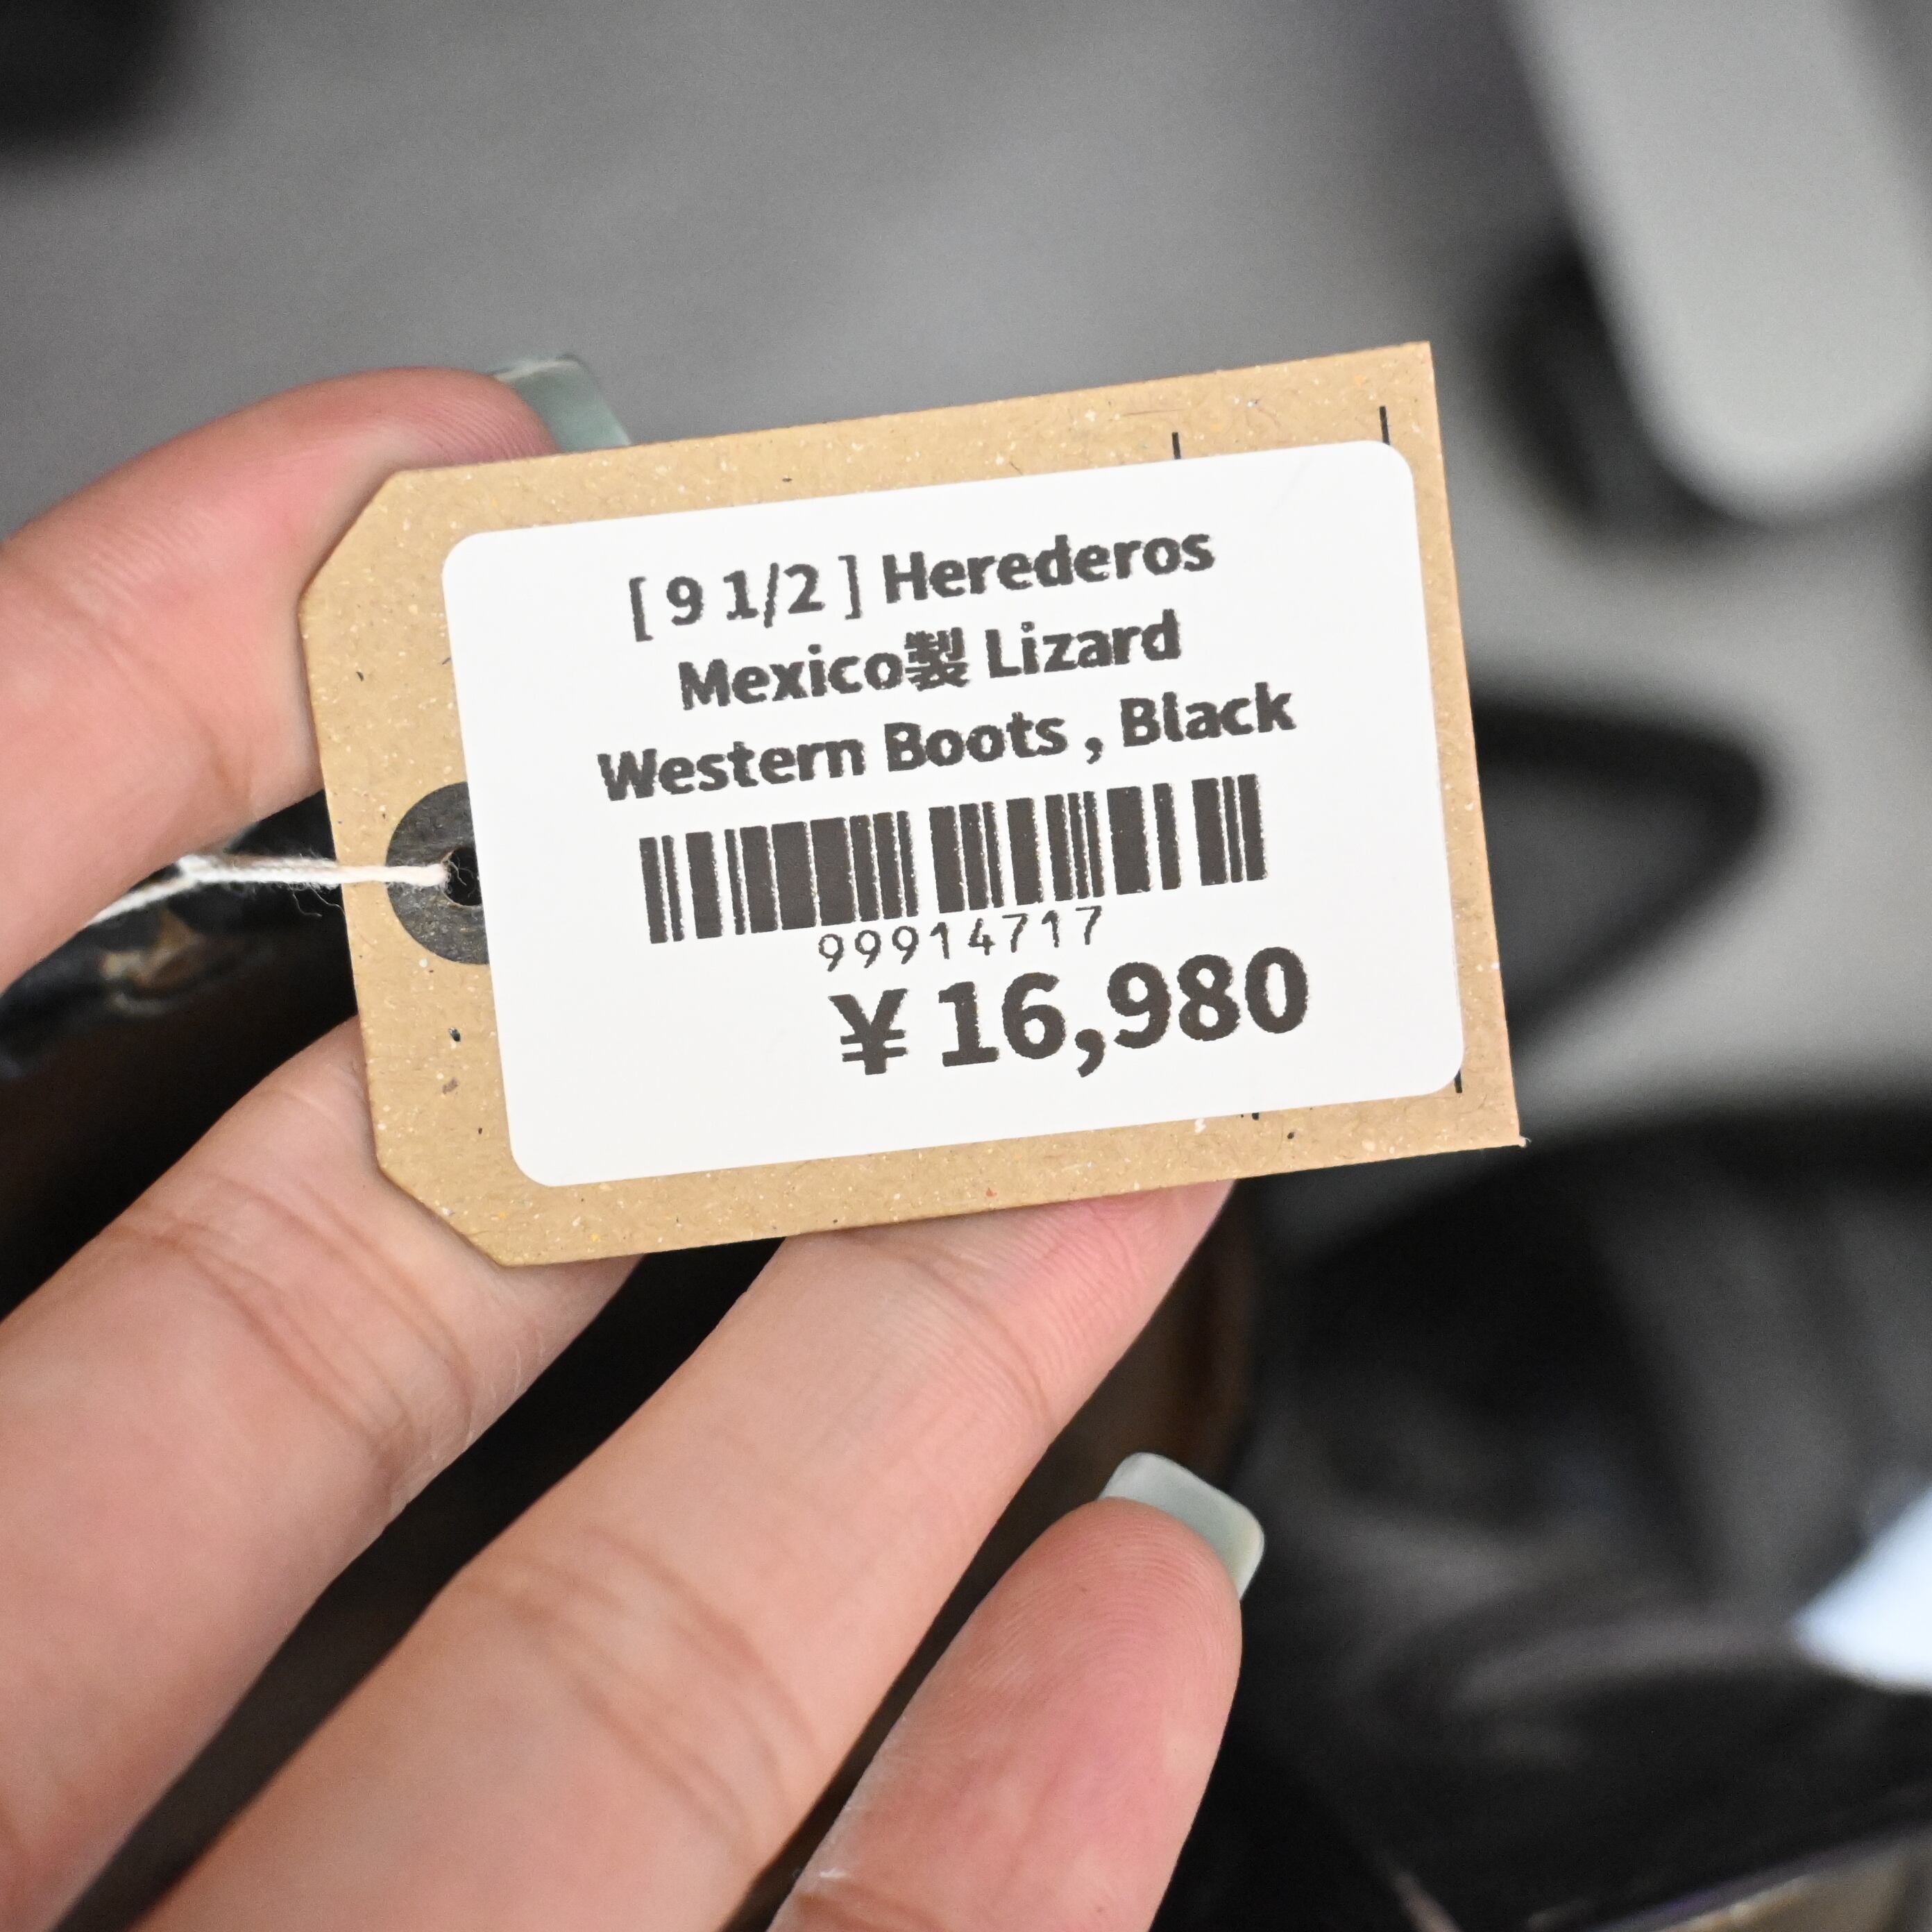 [ 9 1/2 ] Herederos
Mexico製 Lizard
Western Boots , Black
99914717
¥ 16,980